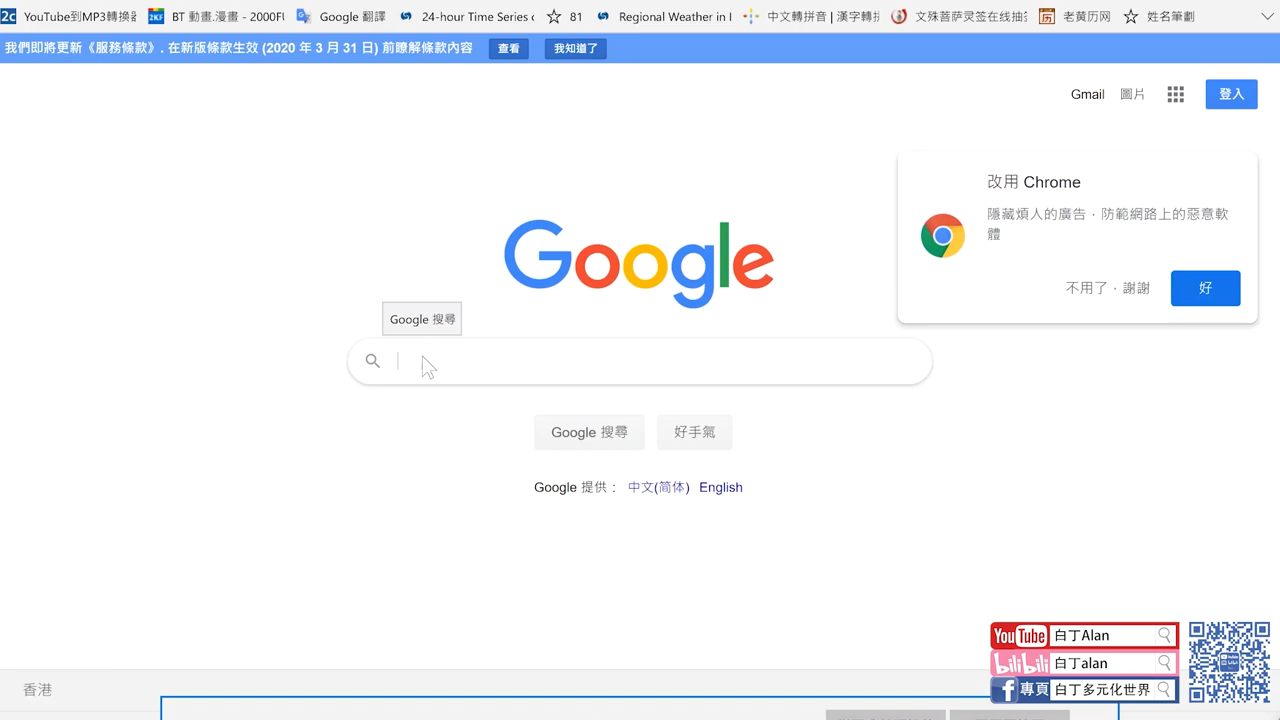 2c YouTube到MP3轉換器 2KF BT 動畫.漫畫 - 2000FU Google 翻譯 24-hour Time Series 81 Regional Weather in 中文轉拼音 | 漢字轉 文殊菩萨灵签在线抽 历 老黄历网 姓名筆劃
我們即將更新《服務條款》. 在新版條款生效 (2020 年 3 月 31 日) 前瞭解條款內容 查看 我知道了
Gmail 圖片 登入
改用 Chrome
隱藏煩人的廣告，防範網路上的惡意軟
體
不用了，謝謝 好
Google
Google 搜尋
Google 搜尋 好手氣
Google 提供： 中文(简体) English
YouTube 白丁Alan
bilibili 白丁alan
f 專頁 白丁多元化世界
香港